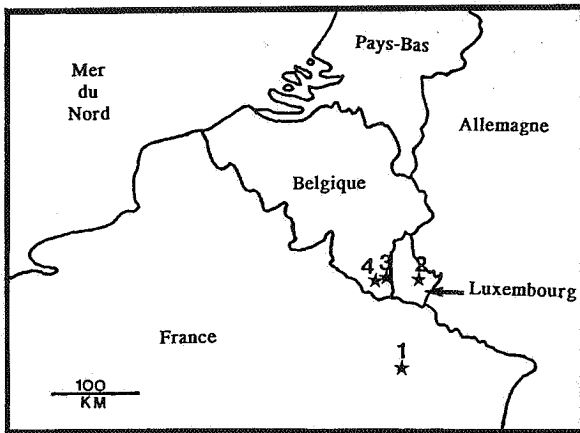 Pays-Bas
Mer
du
Nord
Allemagne
Belgique
4 3 2
Luxembourg
France
1
100
KM